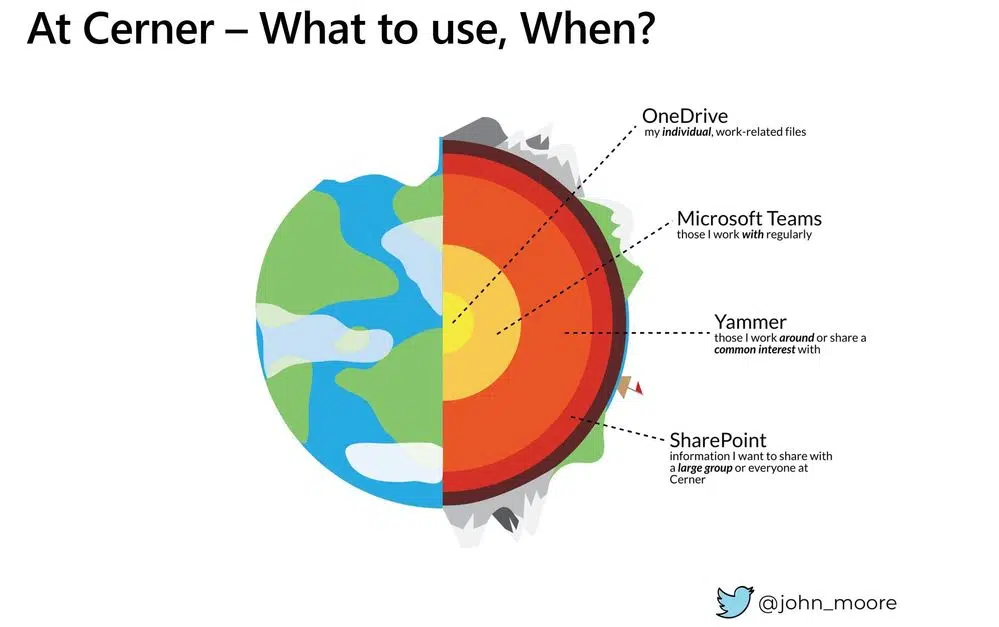 At Cerner – What to use, When?
OneDrive
my individual, work-related files
Microsoft Teams
those I work with regularly
Yammer
those I work around or share a
common interest with
SharePoint
information I want to share with
a large group or everyone at
Cerner
@john_moore